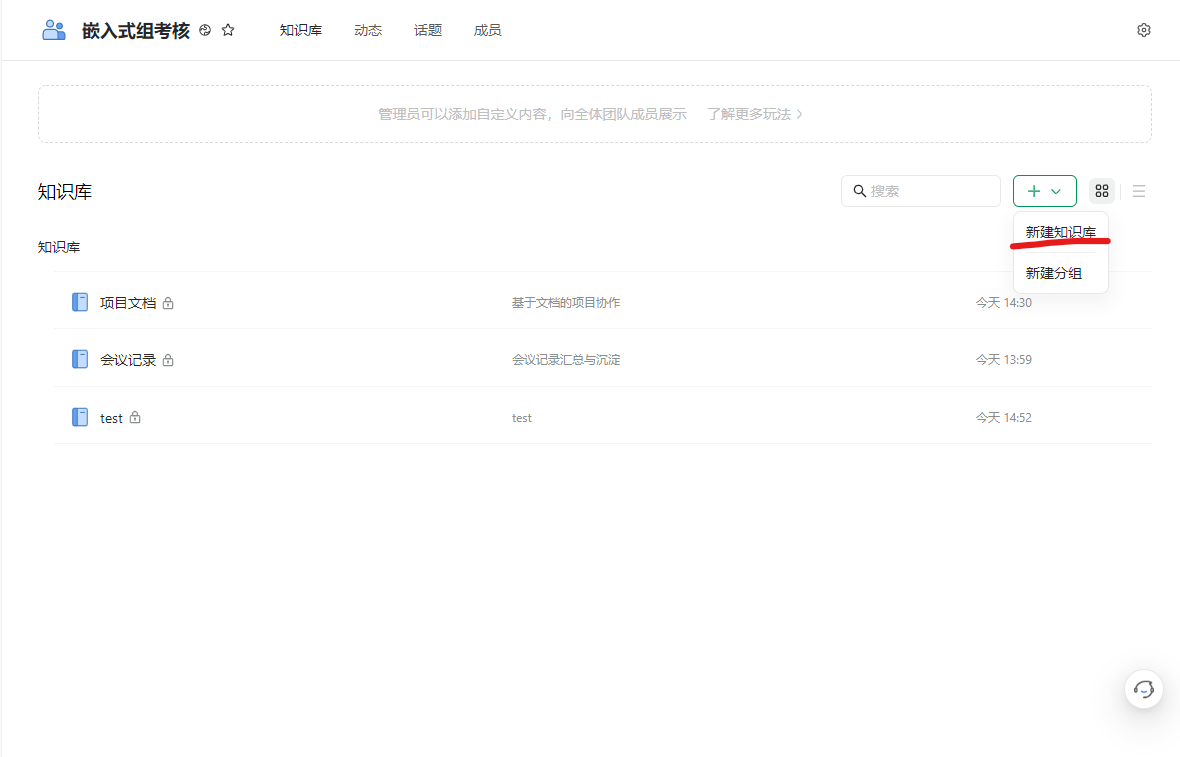 嵌入式组考核 知识库 动态 话题 成员
管理员可以添加自定义内容，向全体团队成员展示 了解更多玩法
知识库 搜索
新建知识库
知识库
新建分组
项目文档 基于文档的项目协作 今天 14:30
会议记录 会议记录汇总与沉淀 今天 13:59
test test 今天 14:52